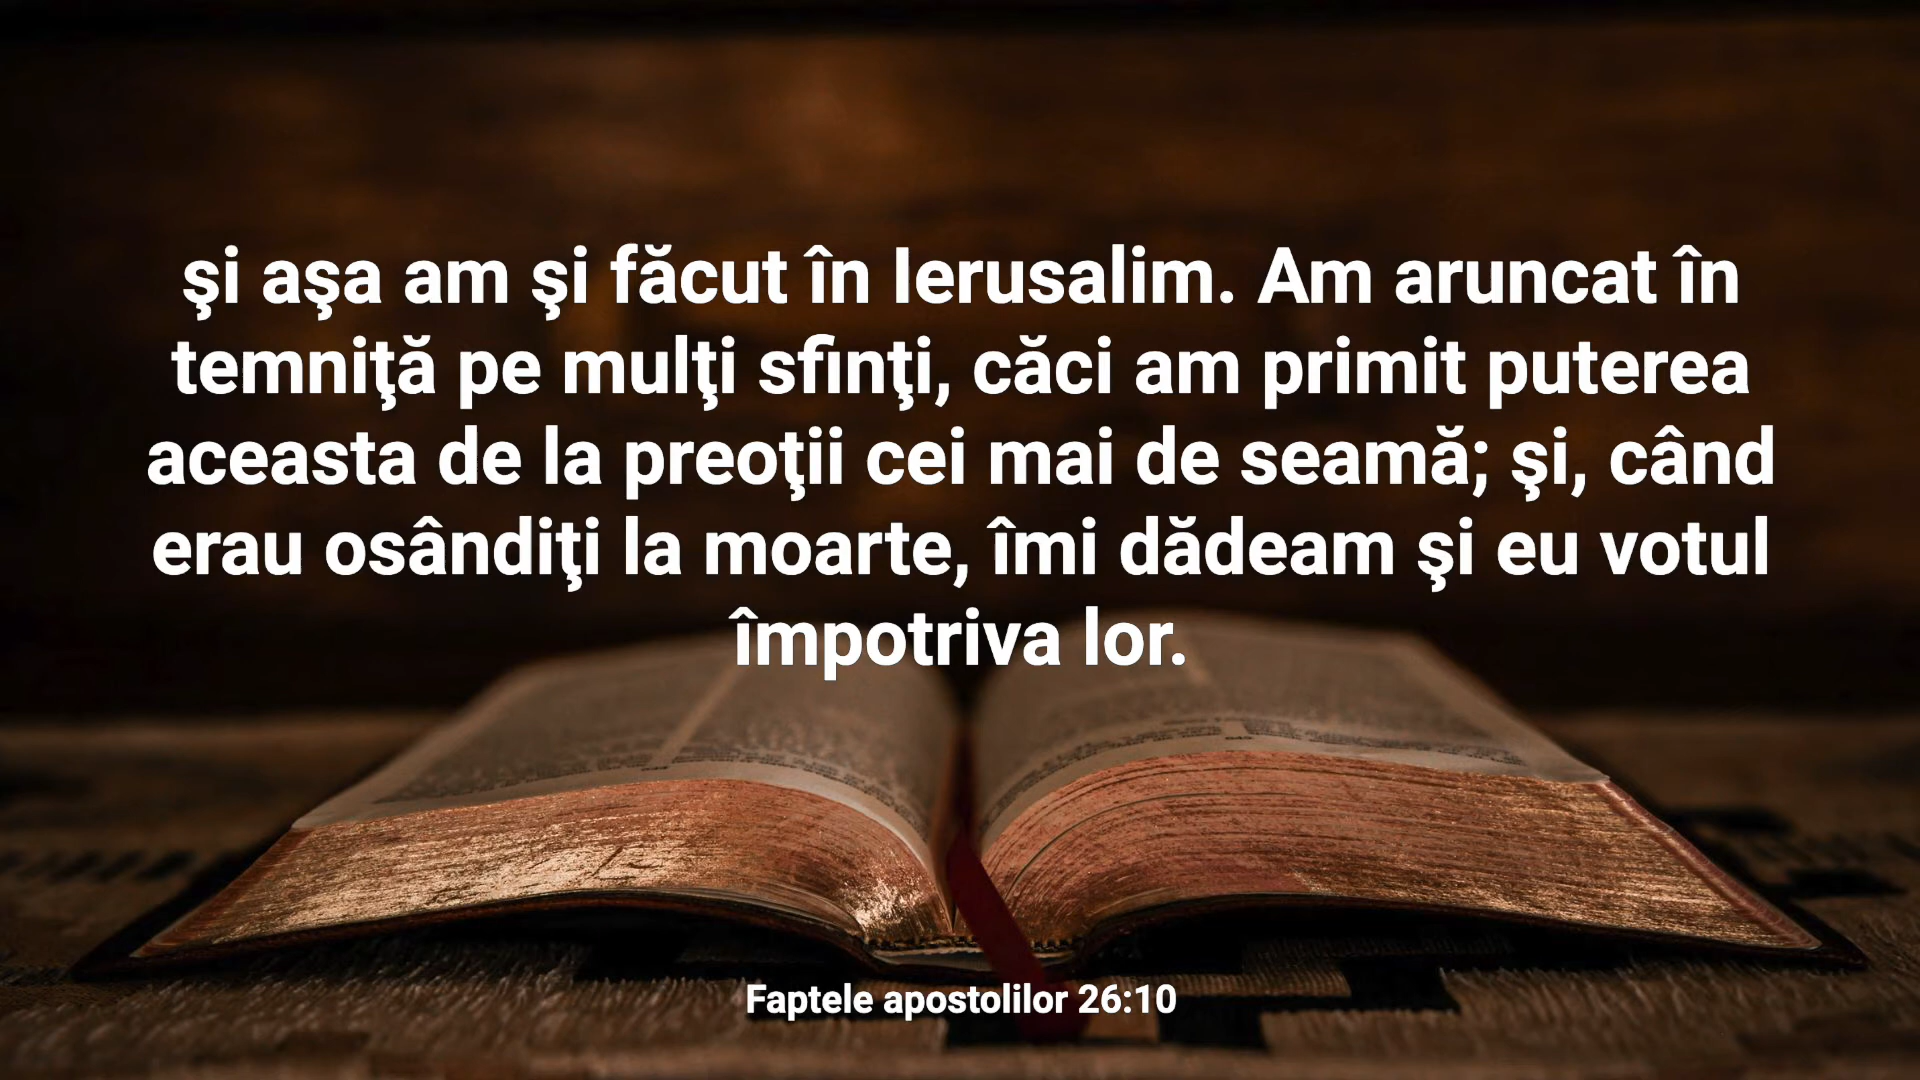 şi aşa am şi făcut în Ierusalim. Am aruncat în
temniţă pe mulţi sfinţi, căci am primit puterea
aceasta de la preoţii cei mai de seamă; şi, când
erau osândiţi la moarte, îmi dădeam şi eu votul
împotriva lor.
Faptele apostolilor 26:10